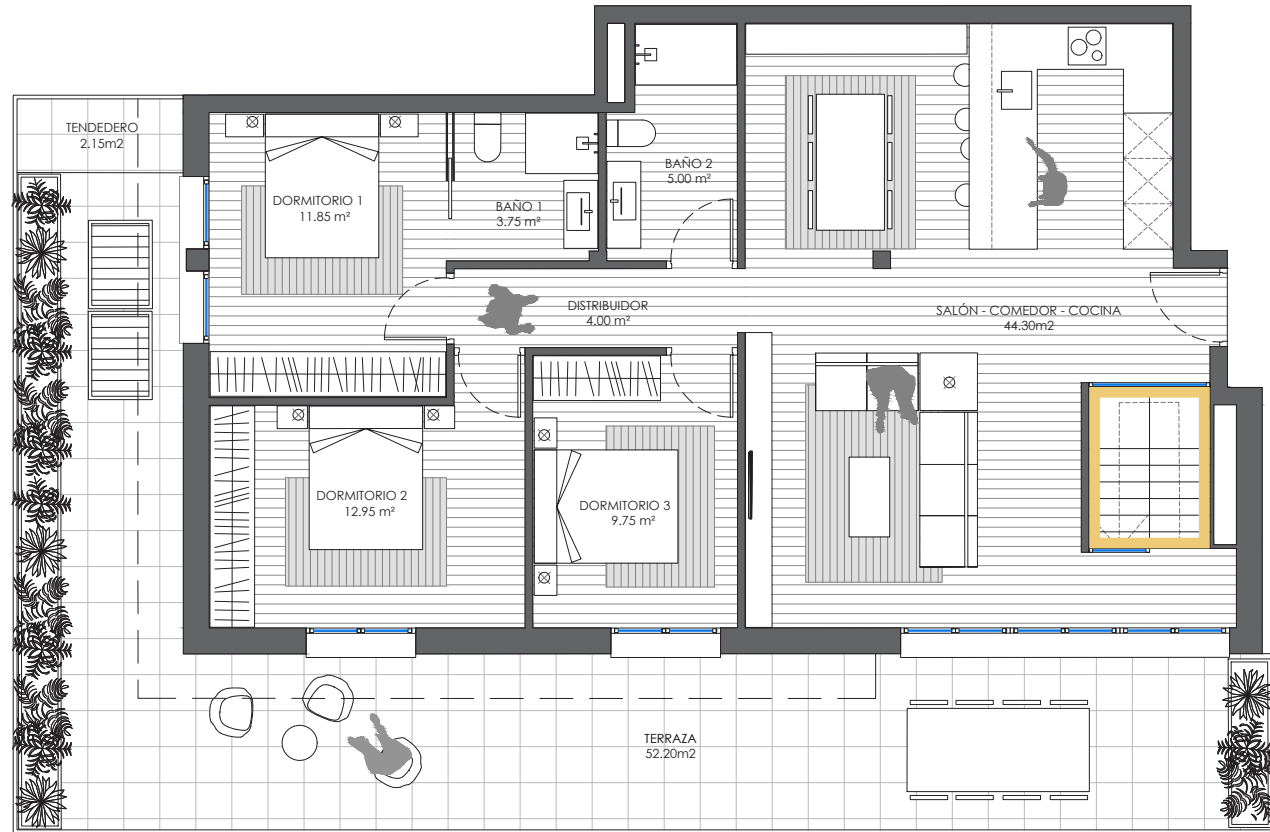 TENDEDERO
2.15m2
DORMITORIO 1
11.85 m²
BAÑO 1
3.75 m²
BAÑO 2
5.00 m²
DISTRIBUIDOR
4.00 m²
SALÓN - COMEDOR - COCINA
44.30m2
DORMITORIO 2
12.95 m²
DORMITORIO 3
9.75 m²
TERRAZA
52.20m2